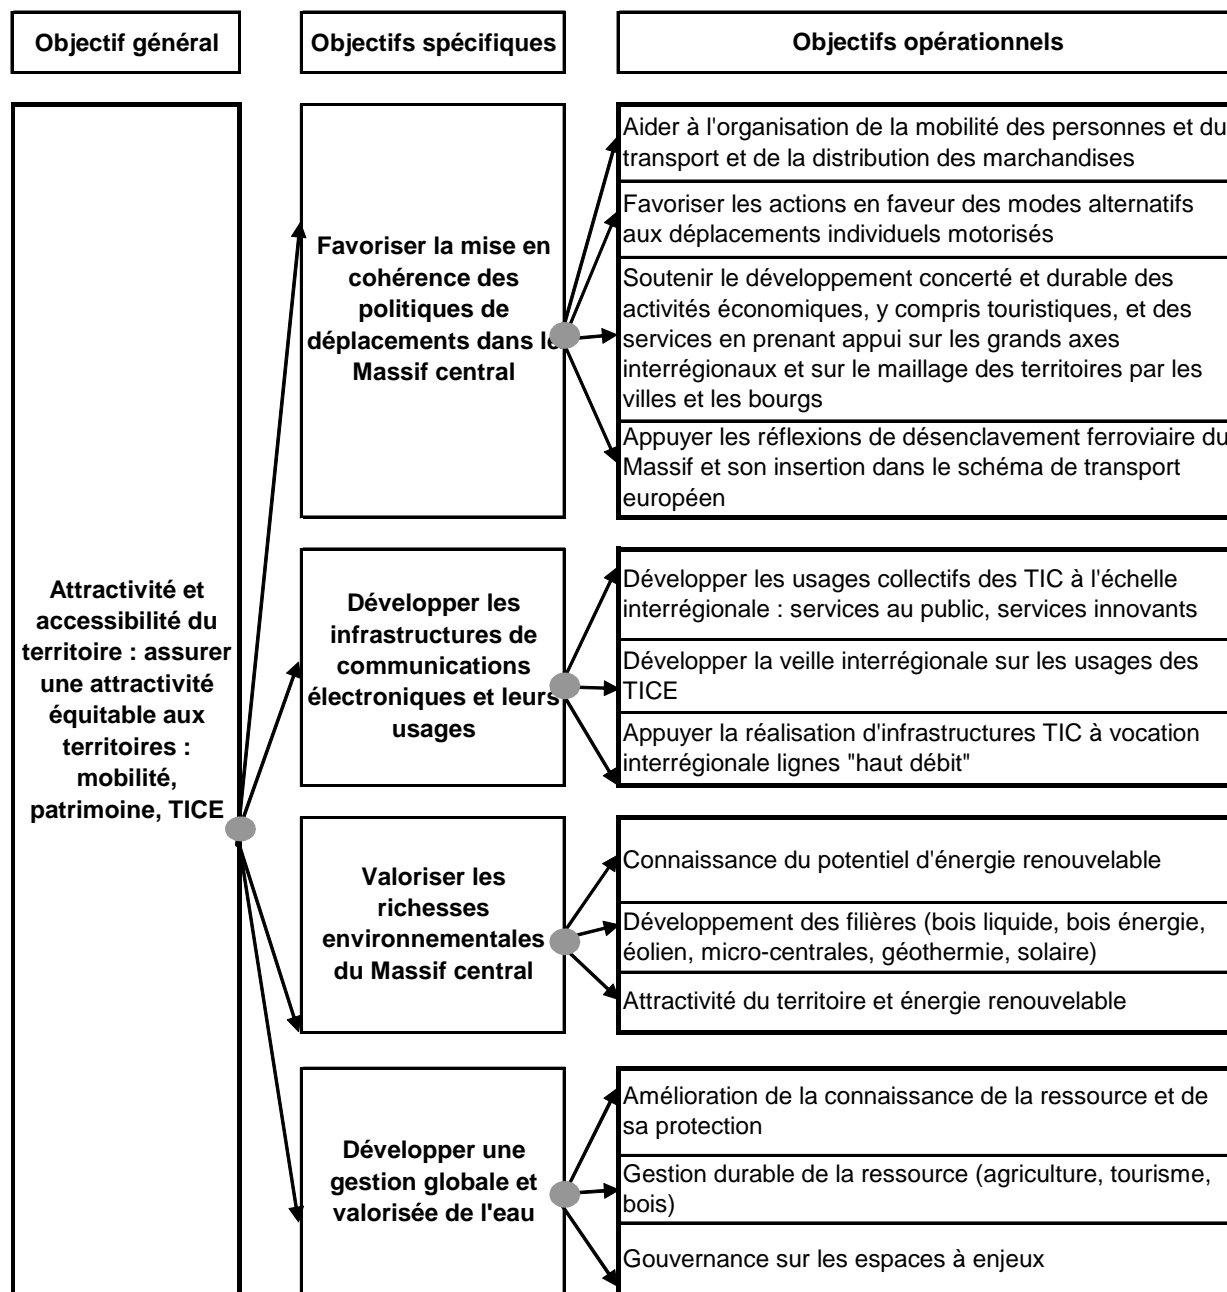 Objectif général
Objectifs spécifiques
Objectifs opérationnels
Attractivité et
accessibilité du
territoire : assurer
une attractivité
équitable aux
territoires :
mobilité,
patrimoine, TICE
Favoriser la mise en
cohérence des
politiques de
déplacements dans le
Massif central
Aider à l'organisation de la mobilité des personnes et du
transport et de la distribution des marchandises
Favoriser les actions en faveur des modes alternatifs
aux déplacements individuels motorisés
Soutenir le développement concerté et durable des
activités économiques, y compris touristiques, et des
services en prenant appui sur les grands axes
interrégionaux et sur le maillage des territoires par les
villes et les bourgs
Appuyer les réflexions de désenclavement ferroviaire du
Massif et son insertion dans le schéma de transport
européen
Développer les
infrastructures de
communications
électroniques et leurs
usages
Développer les usages collectifs des TIC à l'échelle
interrégionale : services au public, services innovants
Développer la veille interrégionale sur les usages des
TICE
Appuyer la réalisation d'infrastructures TIC à vocation
interrégionale lignes "haut débit"
Valoriser les
richesses
environnementales
du Massif central
Connaissance du potentiel d'énergie renouvelable
Développement des filières (bois liquide, bois énergie,
éolien, micro-centrales, géothermie, solaire)
Attractivité du territoire et énergie renouvelable
Développer une
gestion globale et
valorisée de l'eau
Amélioration de la connaissance de la ressource et de
sa protection
Gestion durable de la ressource (agriculture, tourisme,
bois)
Gouvernance sur les espaces à enjeux